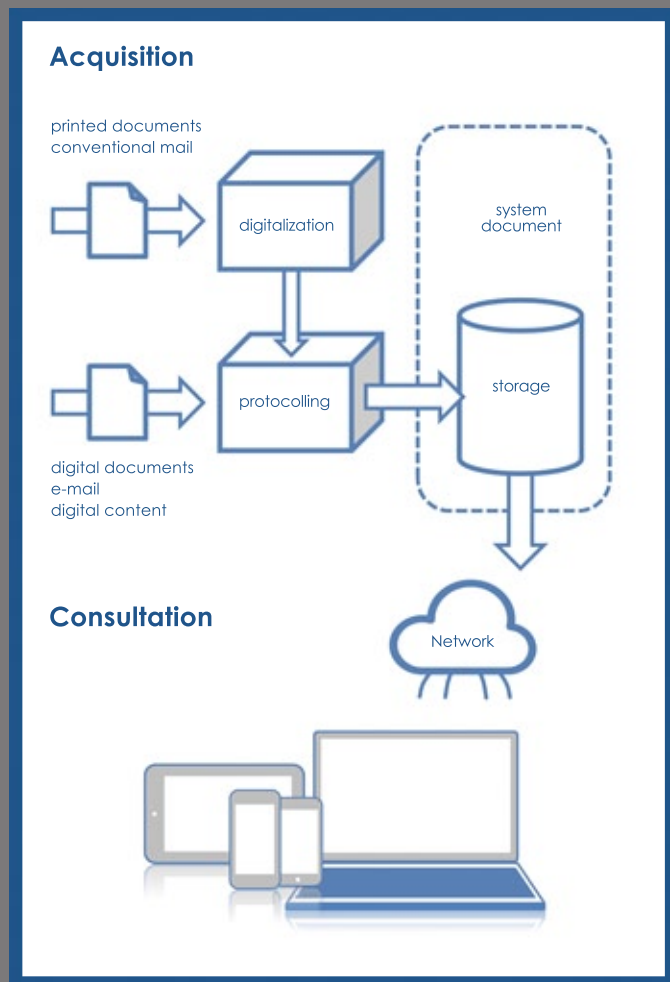 Acquisition
printed documents
conventional mail
digitalization
system
document
protocolling
storage
digital documents
e-mail
digital content
Consultation
Network